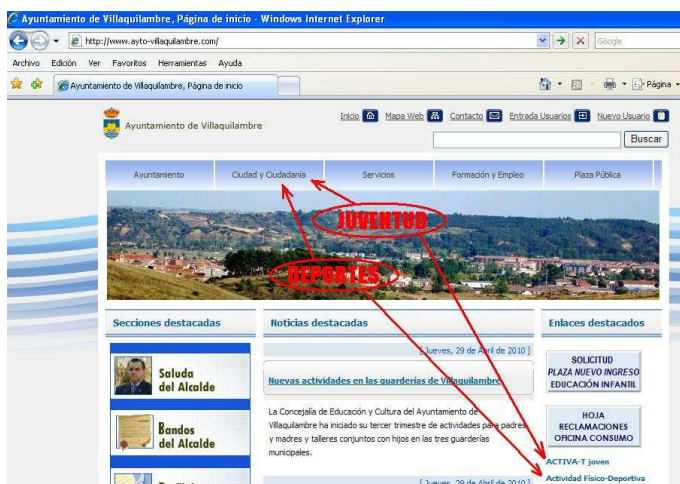 Ayuntamiento de Villaquilambre, Página de inicio - Windows Internet Explorer
http://www.ayto-villaquilambre.com/
Google
Archivo Edición Ver Favoritos Herramientas Ayuda
Ayuntamiento de Villaquilambre, Página de inicio
Página
Inicio Mapa Web Contacto Entrada Usuarios Nuevo Usuario
Ayuntamiento de Villaquilambre
Buscar
Ayuntamiento Ciudad y Ciudadanía Servicios Formación y Empleo Plaza Pública
JUVENTUD
DEPORTES
Secciones destacadas
Saluda
del Alcalde
Bandos
del Alcalde
Noticias destacadas
[ Jueves, 29 de Abril de 2010 ]
Nuevas actividades en las guarderías de Villaquilambre
La Concejalía de Educación y Cultura del Ayuntamiento de
Villaquilambre ha iniciado su tercer trimestre de actividades para padres
y madres y talleres conjuntos con hijos en las tres guarderías
municipales.
[ Jueves, 29 de Abril de 2010 ]
Enlaces destacados
SOLICITUD
PLAZA NUEVO INGRESO
EDUCACIÓN INFANTIL
HOJA
RECLAMACIONES
OFICINA CONSUMO
ACTIVA-T joven
Actividad Físico-Deportiva